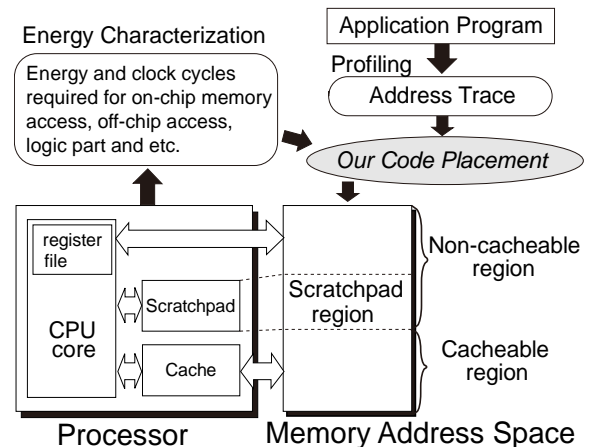 Energy Characterization
Energy and clock cycles
required for on-chip memory
access, off-chip access,
logic part and etc.
Application Program
Profiling
Address Trace
Our Code Placement
register
file
CPU
core
Scratchpad
Cache
Scratchpad
region
Non-cacheable
region
Cacheable
region
Processor
Memory Address Space